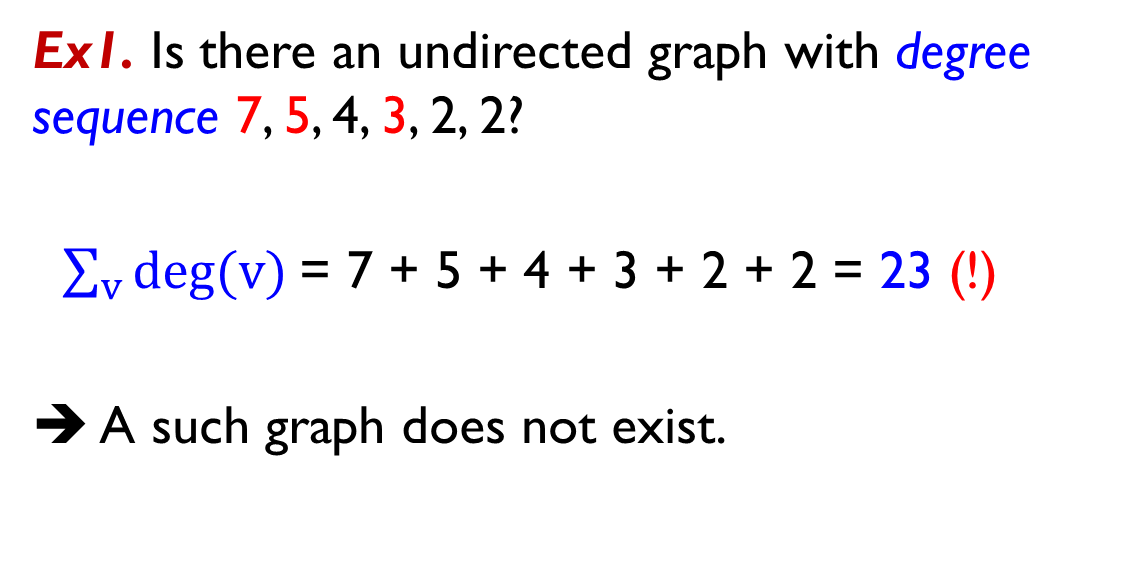 Ex1. Is there an undirected graph with degree
sequence 7, 5, 4, 3, 2, 2?
∑ᵥ deg(v) = 7 + 5 + 4 + 3 + 2 + 2 = 23 (!)
➔ A such graph does not exist.